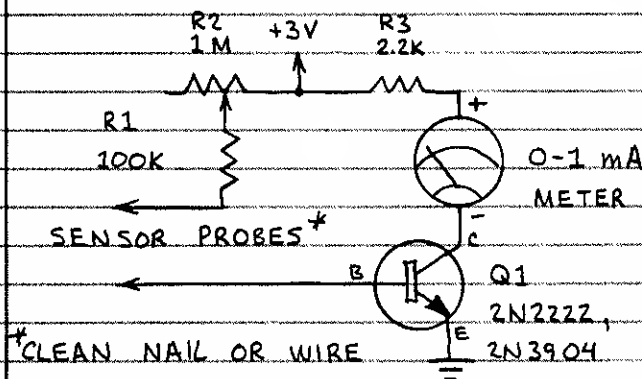 R2
1 M
+3V
R3
2.2K
R1
100K
+
0-1 mA
METER
-
SENSOR PROBES*
C
B
Q1
2N2222,
2N3904
E
*CLEAN NAIL OR WIRE